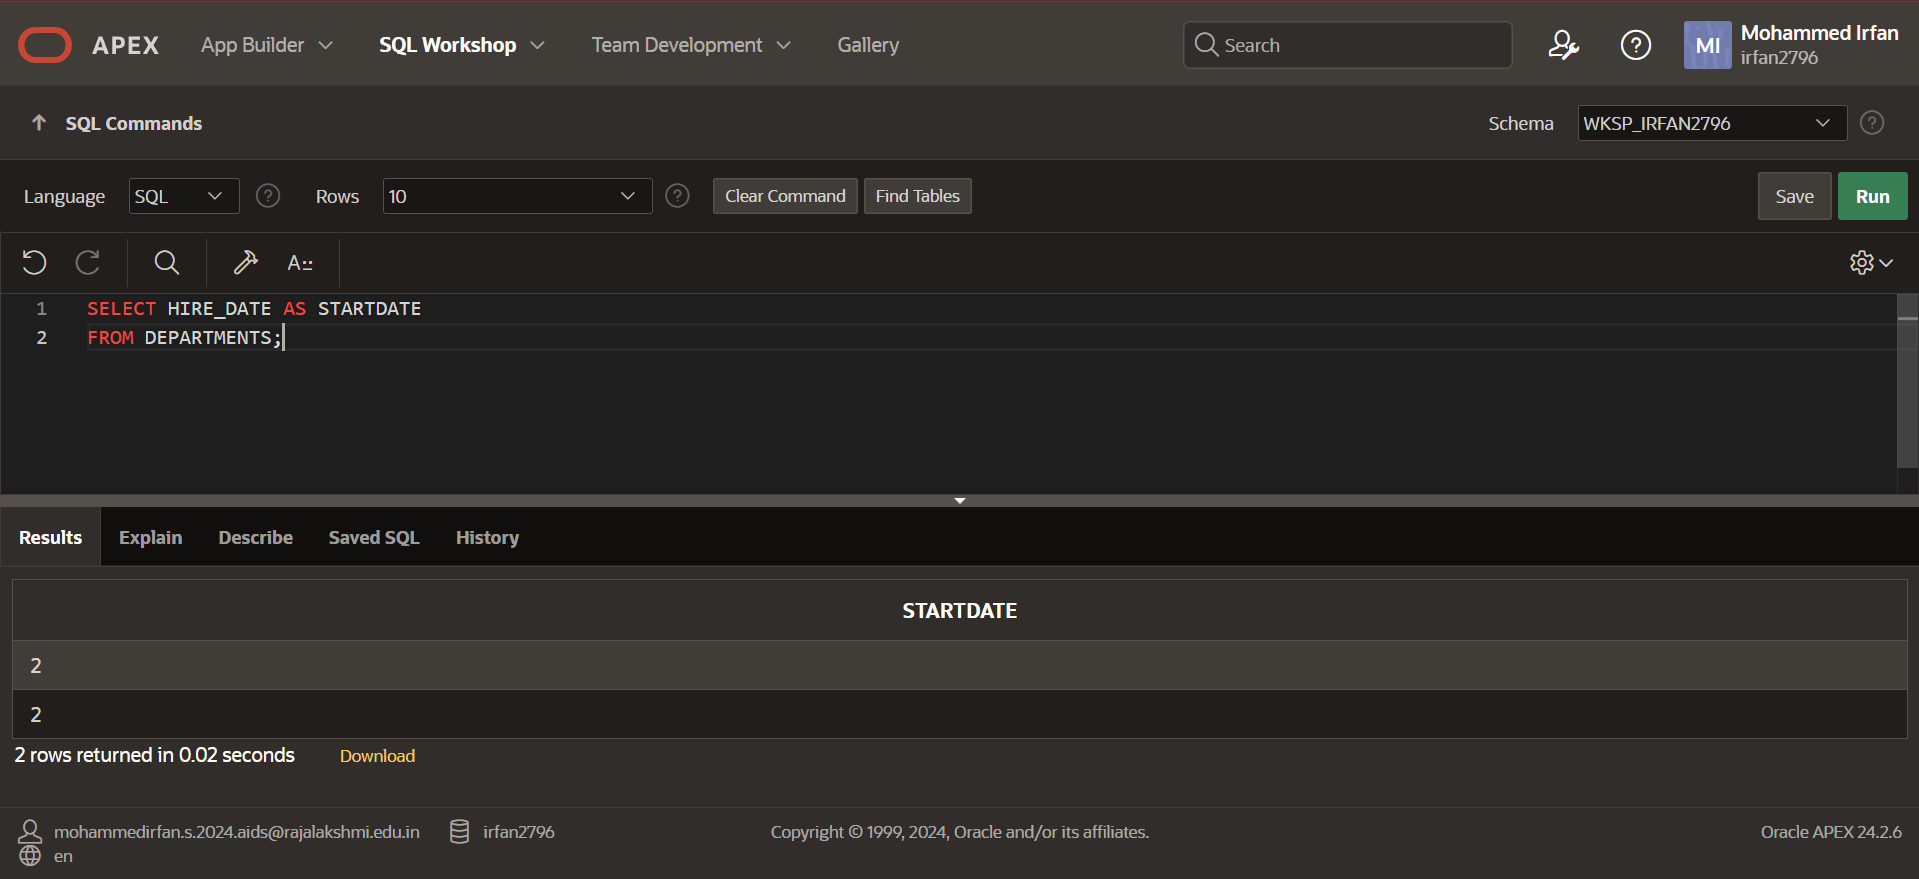 APEX App Builder SQL Workshop Team Development Gallery Search MI Mohammed Irfan
irfan2796
SQL Commands Schema WKSP_IRFAN2796 ?
Language SQL ? Rows 10 ? Clear Command Find Tables Save Run
A::
1 SELECT HIRE_DATE AS STARTDATE
2 FROM DEPARTMENTS;
Results Explain Describe Saved SQL History
STARTDATE
2
2
2 rows returned in 0.02 seconds Download
mohammedirfan.s.2024.aids@rajalakshmi.edu.in irfan2796 Copyright © 1999, 2024, Oracle and/or its affiliates. Oracle APEX 24.2.6
en